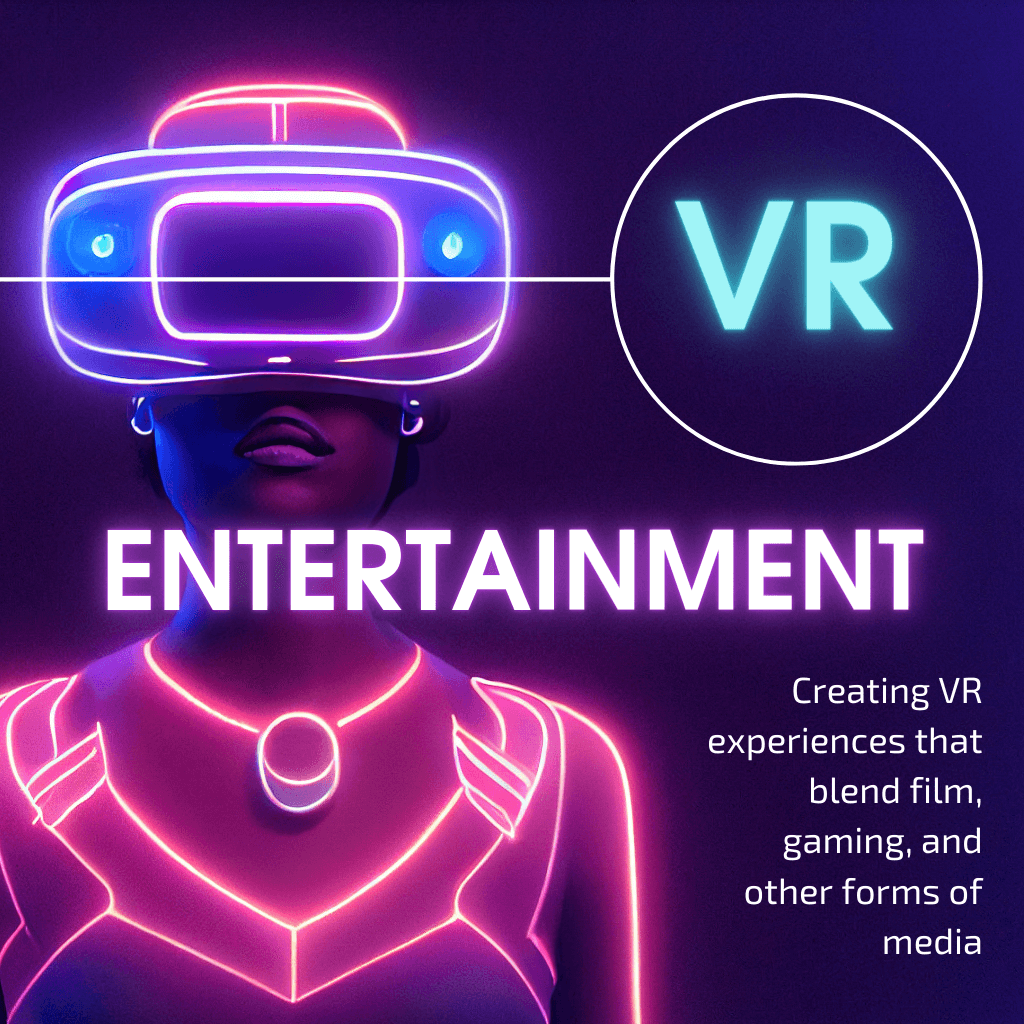 VR
ENTERTAINMENT
Creating VR
experiences that
blend film,
gaming, and
other forms of
media